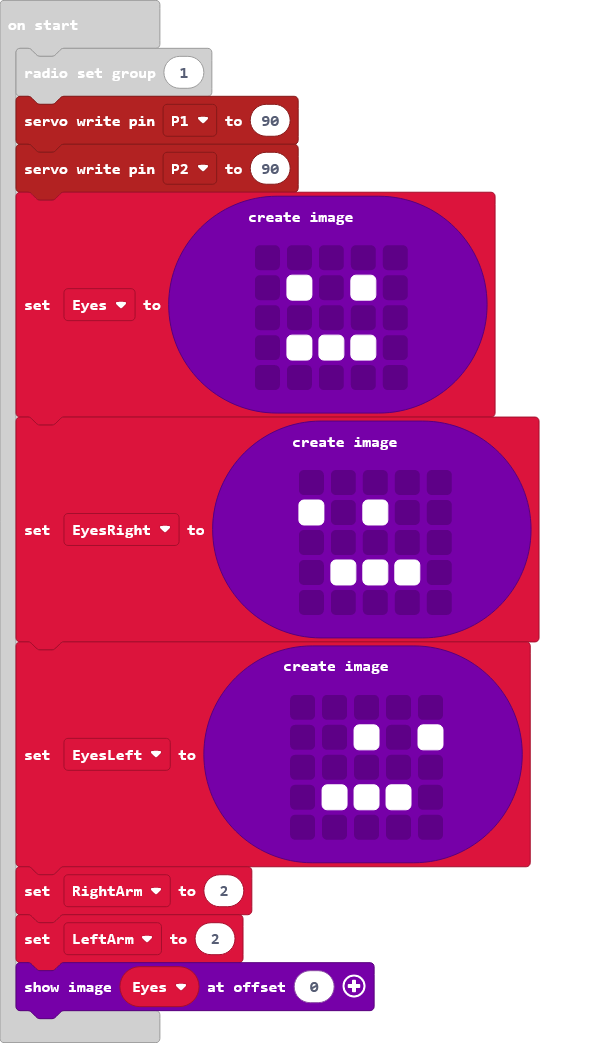 on start
radio set group 1
servo write pin P1 to 90
servo write pin P2 to 90
create image
set Eyes to
create image
set EyesRight to
create image
set EyesLeft to
set RightArm to 2
set LeftArm to 2
show image Eyes at offset 0